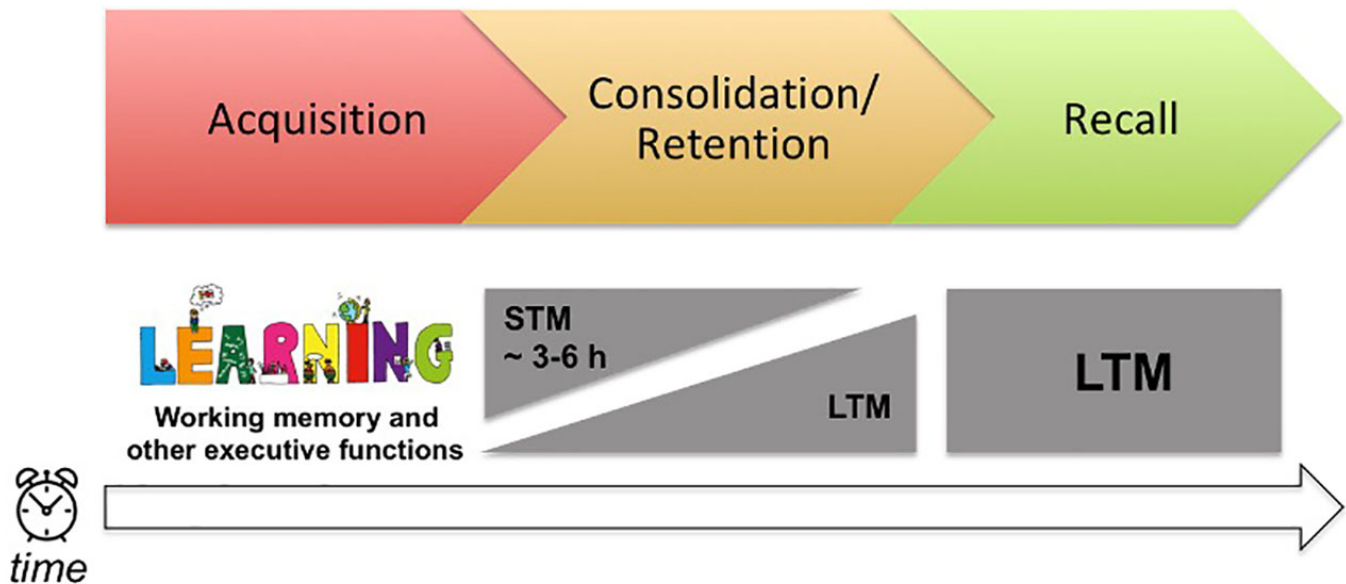 Acquisition
Consolidation/
Retention
Recall
LEARNING
Working memory and
other executive functions
STM
~ 3-6 h
LTM
LTM
time